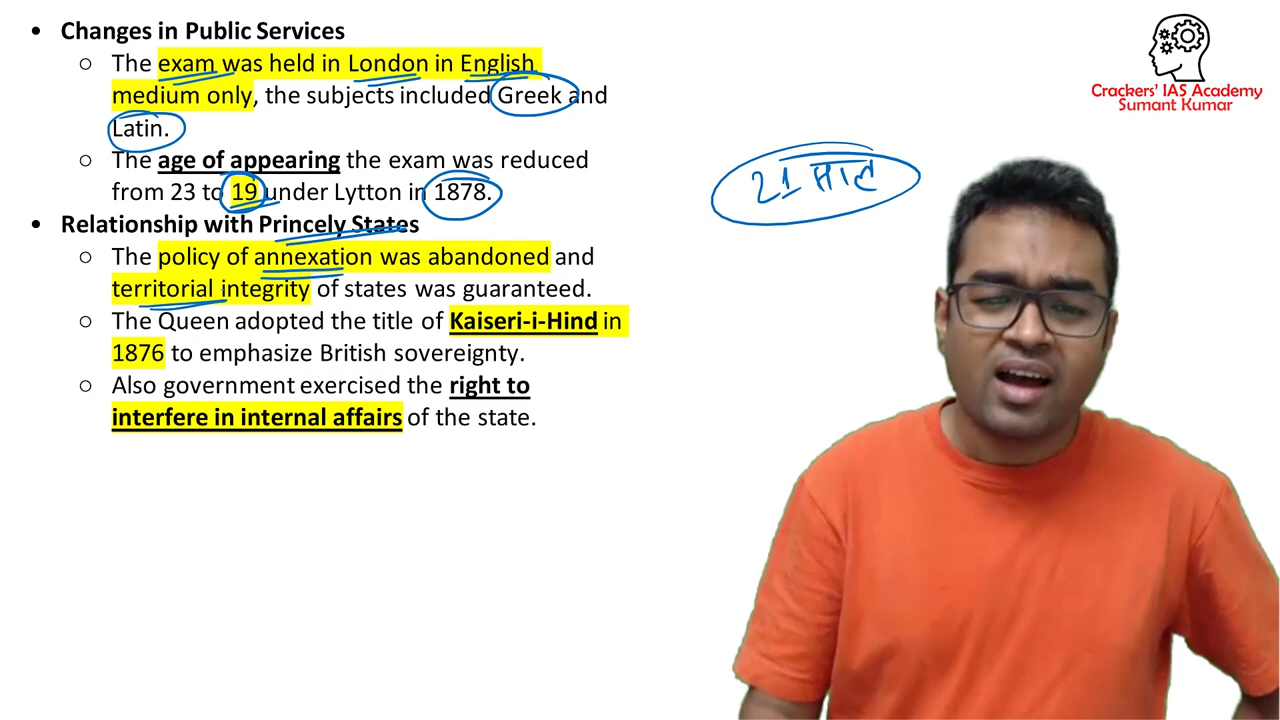 • Changes in Public Services
○ The exam was held in London in English
medium only, the subjects included Greek and
Latin.
○ The age of appearing the exam was reduced
from 23 to 19 under Lytton in 1878.
• Relationship with Princely States
○ The policy of annexation was abandoned and
territorial integrity of states was guaranteed.
○ The Queen adopted the title of Kaiseri-i-Hind in
1876 to emphasize British sovereignty.
○ Also government exercised the right to
interfere in internal affairs of the state.
21 साल
Crackers' IAS Academy
Sumant Kumar